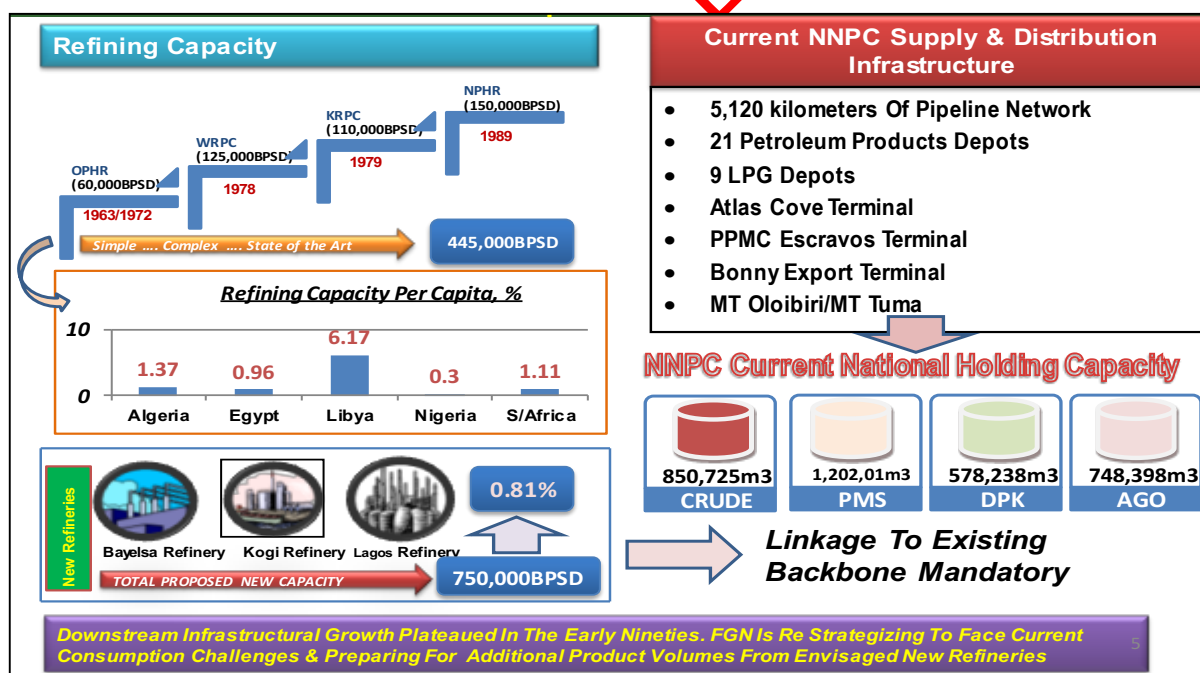 Refining Capacity
OPHR
(60,000BPSD)
1963/1972
WRPC
(125,000BPSD)
1978
KRPC
(110,000BPSD)
1979
NPHR
(150,000BPSD)
1989
Simple .... Complex .... State of the Art
445,000BPSD
Refining Capacity Per Capita, %
10
0
1.37
0.96
6.17
0.3
1.11
Algeria
Egypt
Libya
Nigeria
S/Africa
New Refineries
Bayelsa Refinery
Kogi Refinery
Lagos Refinery
0.81%
TOTAL PROPOSED NEW CAPACITY
750,000BPSD
Current NNPC Supply & Distribution
Infrastructure
• 5,120 kilometers Of Pipeline Network
• 21 Petroleum Products Depots
• 9 LPG Depots
• Atlas Cove Terminal
• PPMC Escravos Terminal
• Bonny Export Terminal
• MT Oloibiri/MT Tuma
NNPC Current National Holding Capacity
850,725m3
CRUDE
1,202,01m3
PMS
578,238m3
DPK
748,398m3
AGO
Linkage To Existing
Backbone Mandatory
Downstream Infrastructural Growth Plateaued In The Early Nineties. FGN Is Re Strategizing To Face Current
Consumption Challenges & Preparing For Additional Product Volumes From Envisaged New Refineries
5